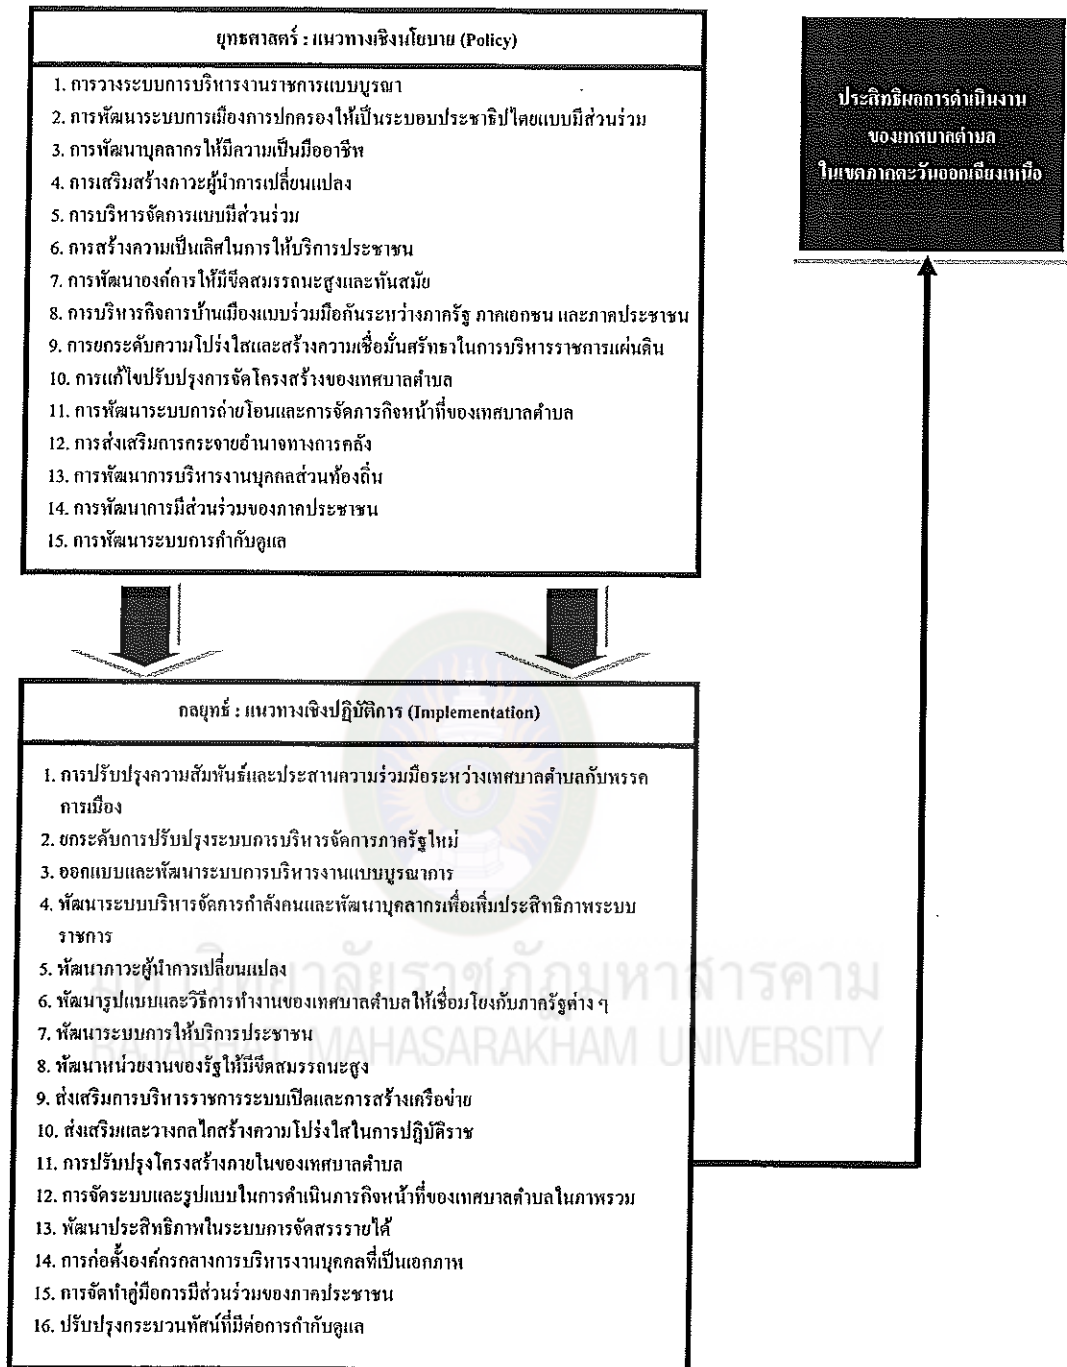 ยุทธศาสตร์ : แนวทางเชิงนโยบาย (Policy)
1. การวางระบบการบริหารงานราชการแบบบูรณา
2. การพัฒนาระบบการเมืองการปกครองให้เป็นระบอบประชาธิปไตยแบบมีส่วนร่วม
3. การพัฒนาบุคลากรให้มีความเป็นมืออาชีพ
4. การเสริมสร้างภาวะผู้นำการเปลี่ยนแปลง
5. การบริหารจัดการแบบมีส่วนร่วม
6. การสร้างความเป็นเลิศในการให้บริการประชาชน
7. การพัฒนาองค์การให้มีขีดสมรรถนะสูงและทันสมัย
8. การบริหารกิจการบ้านเมืองแบบร่วมมือกันระหว่างภาครัฐ ภาคเอกชน และภาคประชาชน
9. การยกระดับความโปร่งใสและสร้างความเชื่อมั่นศรัทธาในการบริหารราชการแผ่นดิน
10. การแก้ไขปรับปรุงการจัดโครงสร้างของเทศบาลตำบล
11. การพัฒนาระบบการถ่ายโอนและการจัดภารกิจหน้าที่ของเทศบาลตำบล
12. การส่งเสริมการกระจายอำนาจทางการคลัง
13. การพัฒนาการบริหารงานบุคคลส่วนท้องถิ่น
14. การพัฒนาการมีส่วนร่วมของภาคประชาชน
15. การพัฒนาระบบการกำกับดูแล
ประสิทธิผลการดำเนินงาน
ของเทศบาลตำบล
ในเขตภาคตะวันออกเฉียงเหนือ
กลยุทธ์ : แนวทางเชิงปฏิบัติการ (Implementation)
1. การปรับปรุงความสัมพันธ์และประสานความร่วมมือระหว่างเทศบาลตำบลกับพรรค
การเมือง
2. ยกระดับการปรับปรุงระบบการบริหารจัดการภาครัฐใหม่
3. ออกแบบและพัฒนาระบบการบริหารงานแบบบูรณาการ
4. พัฒนาระบบบริหารจัดการกำลังคนและพัฒนาบุคลากรเพื่อเพิ่มประสิทธิภาพระบบ
ราชการ
5. พัฒนาภาวะผู้นำการเปลี่ยนแปลง
6. พัฒนารูปแบบและวิธีการทำงานของเทศบาลตำบลให้เชื่อมโยงกับภาครัฐต่าง ๆ
7. พัฒนาระบบการให้บริการประชาชน
8. พัฒนาหน่วยงานของรัฐให้มีขีดสมรรถนะสูง
9. ส่งเสริมการบริหารราชการระบบเปิดและการสร้างเครือข่าย
10. ส่งเสริมและวางกลไกสร้างความโปร่งใสในการปฏิบัติราช
11. การปรับปรุงโครงสร้างภายในของเทศบาลตำบล
12. การจัดระบบและรูปแบบในการดำเนินภารกิจหน้าที่ของเทศบาลตำบลในภาพรวม
13. พัฒนาประสิทธิภาพในระบบการจัดสรรรายได้
14. การก่อตั้งองค์กรกลางการบริหารงานบุคคลที่เป็นเอกภาพ
15. การจัดทำคู่มือการมีส่วนร่วมของภาคประชาชน
16. ปรับปรุงกระบวนทัศน์ที่มีต่อการกำกับดูแล
มหาวิทยาลัยราชภัฏมหาสารคาม
RAJABHAT MAHASARAKHAM UNIVERSITY